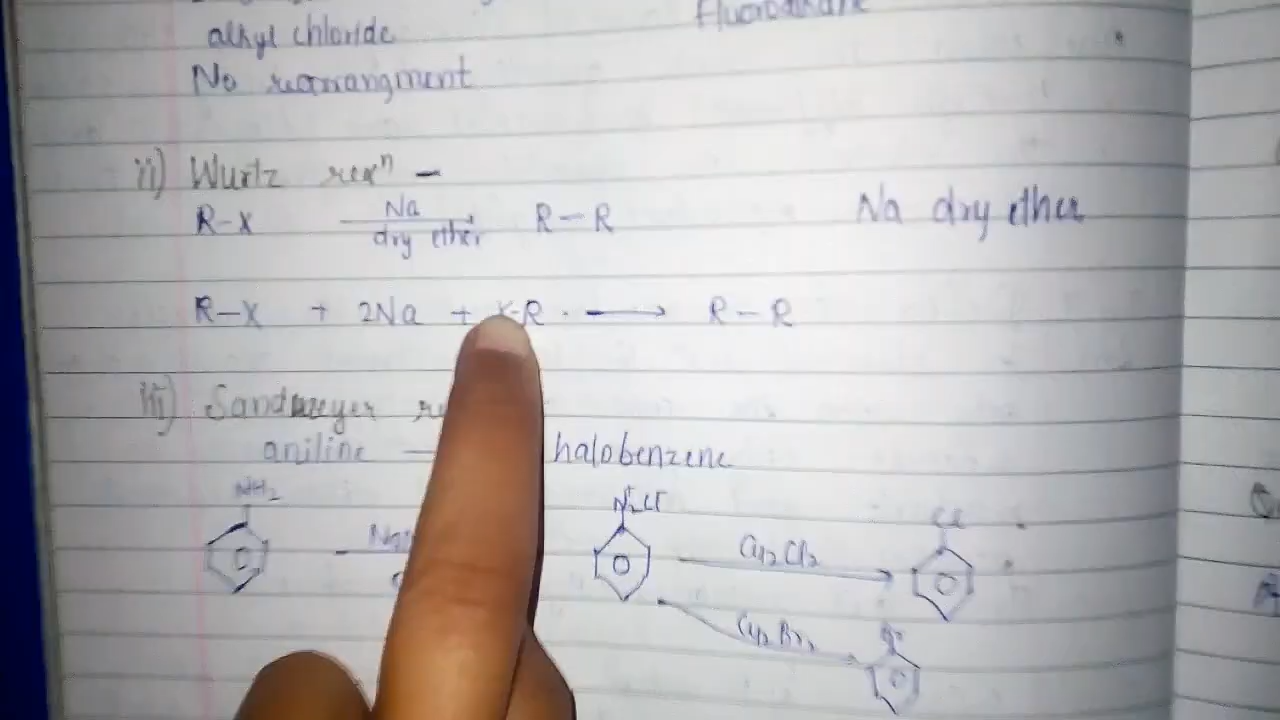 alkyl chloride
No rearrangment
ii) Wurtz rexⁿ -
R-X Na dry ether R-R Na dry ether
R-X + 2Na + X-R ⟶ R-R
iii) Sandmeyer
aniline halobenzene
NH₂ N₂⁺Cl⁻ Cu₂Cl₂ Cl
Cu₂Br₂ Br